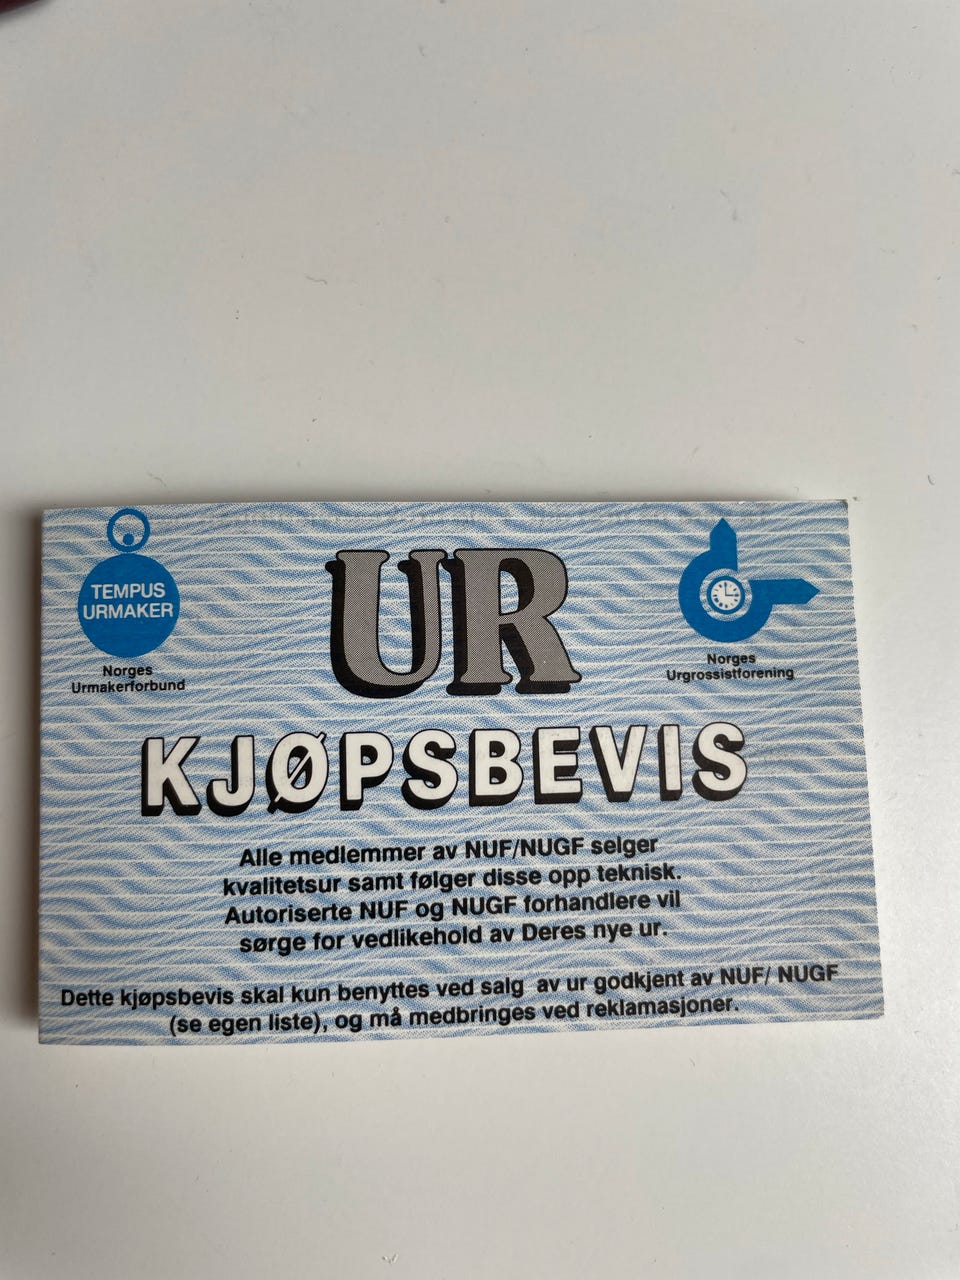 TEMPUS
URMAKER
Norges
Urmakerforbund
UR
Norges
Urgrossistforening
KJØPSBEVIS
Alle medlemmer av NUF/NUGF selger
kvalitetsur samt følger disse opp teknisk.
Autoriserte NUF og NUGF forhandlere vil
sørge for vedlikehold av Deres nye ur.
Dette kjøpsbevis skal kun benyttes ved salg av ur godkjent av NUF/ NUGF
(se egen liste), og må medbringes ved reklamasjoner.